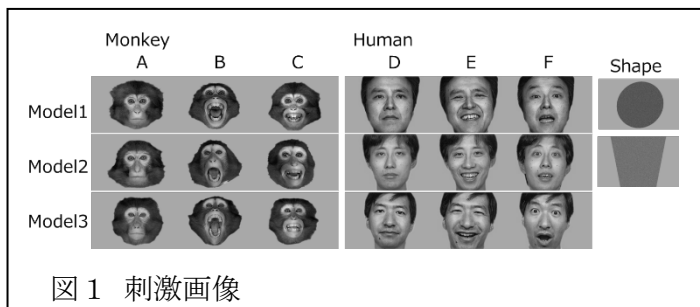 Monkey Human
A B C D E F Shape
Model1
Model2
Model3
図1 刺激画像